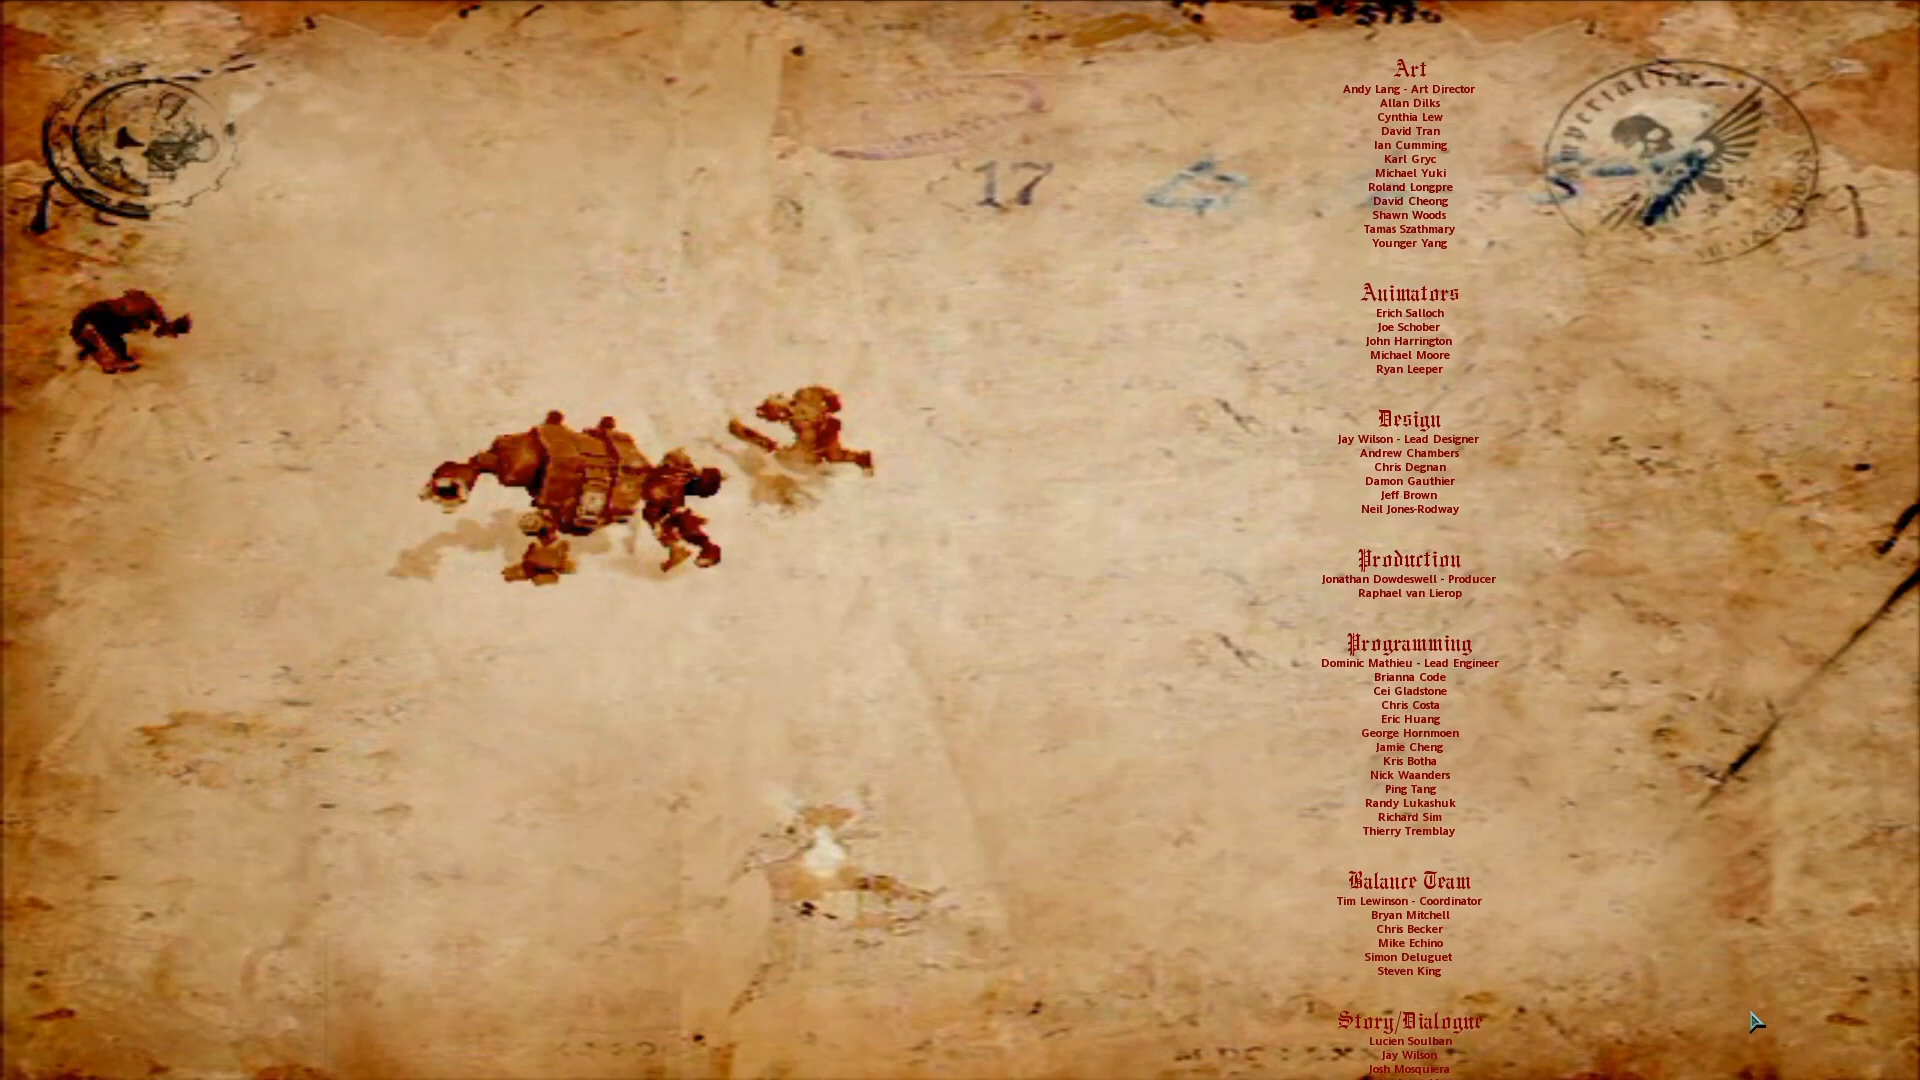 Imperialis
17
Art
Andy Lang - Art Director
Allan Dilks
Cynthia Lew
David Tran
Ian Cumming
Karl Gryc
Michael Yuki
Roland Longpre
David Cheong
Shawn Woods
Tamas Szathmary
Younger Yang
Animators
Erich Salloch
Joe Schober
John Harrington
Michael Moore
Ryan Leeper
Design
Jay Wilson - Lead Designer
Andrew Chambers
Chris Degnan
Damon Gauthier
Jeff Brown
Neil Jones-Rodway
Production
Jonathan Dowdeswell - Producer
Raphael van Lierop
Programming
Dominic Mathieu - Lead Engineer
Brianna Code
Cei Gladstone
Chris Costa
Eric Huang
George Hornmoen
Jamie Cheng
Kris Botha
Nick Waanders
Ping Tang
Randy Lukashuk
Richard Sim
Thierry Tremblay
Balance Team
Tim Lewinson - Coordinator
Bryan Mitchell
Chris Becker
Mike Echino
Simon Deluguet
Steven King
Story/Dialogue
Lucien Soulban
Jay Wilson
Josh Mosquiera